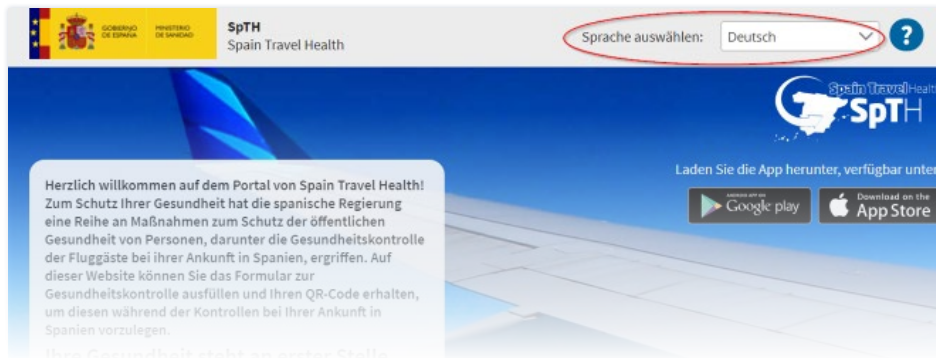 GOBIERNO MINISTERIO
DE ESPAÑA DE SANIDAD
SpTH
Spain Travel Health
Sprache auswählen: Deutsch ?
Spain Travel Health
SpTH
Laden Sie die App herunter, verfügbar unter
ANDROID APP ON
Google play
Download on the
App Store
Herzlich willkommen auf dem Portal von Spain Travel Health!
Zum Schutz Ihrer Gesundheit hat die spanische Regierung
eine Reihe an Maßnahmen zum Schutz der öffentlichen
Gesundheit von Personen, darunter die Gesundheitskontrolle
der Fluggäste bei ihrer Ankunft in Spanien, ergriffen. Auf
dieser Website können Sie das Formular zur
Gesundheitskontrolle ausfüllen und Ihren QR-Code erhalten,
um diesen während der Kontrollen bei Ihrer Ankunft in
Spanien vorzulegen.
Ihre Gesundheit steht an erster Stelle